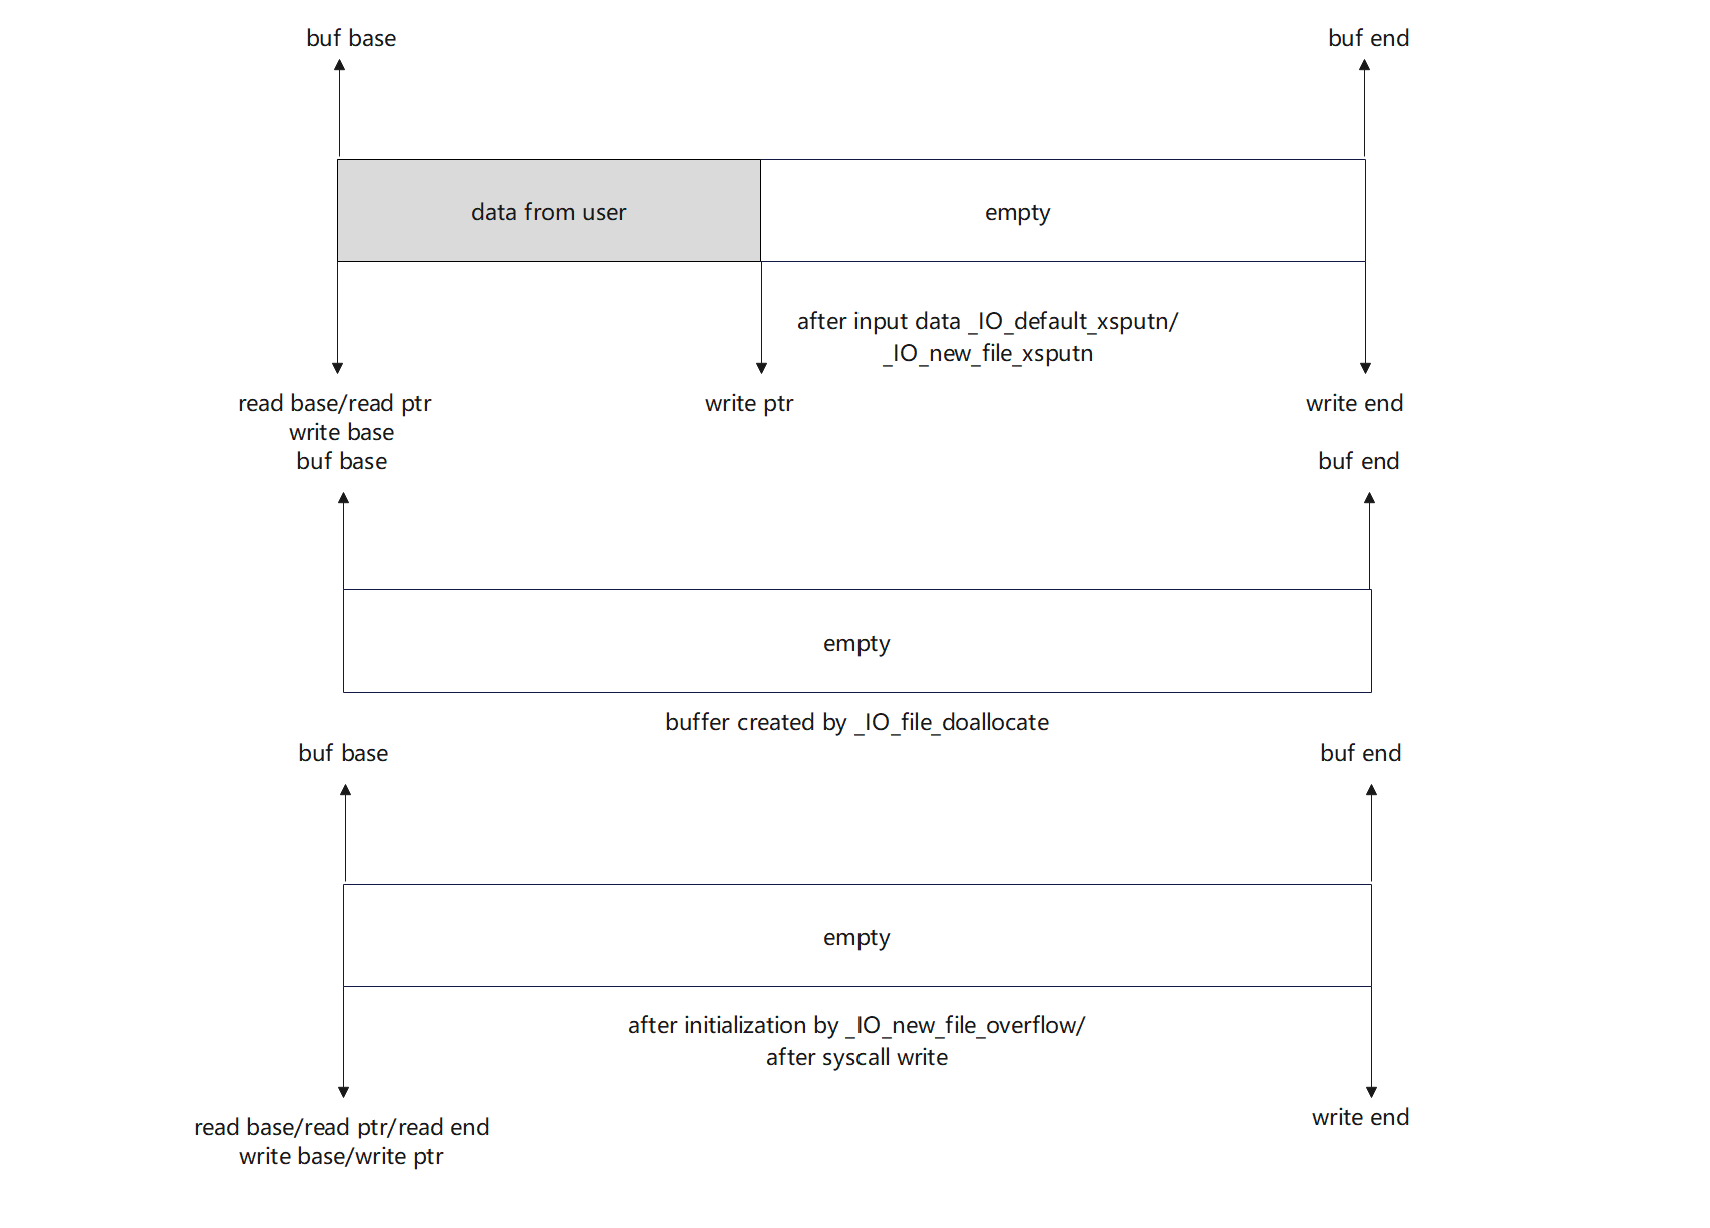 buf base
buf end
data from user
empty
after input data _IO_default_xsputn/
_IO_new_file_xsputn
read base/read ptr
write base
write ptr
write end
buf base
buf end
empty
buffer created by _IO_file_doallocate
buf base
buf end
empty
after initialization by _IO_new_file_overflow/
after syscall write
read base/read ptr/read end
write base/write ptr
write end